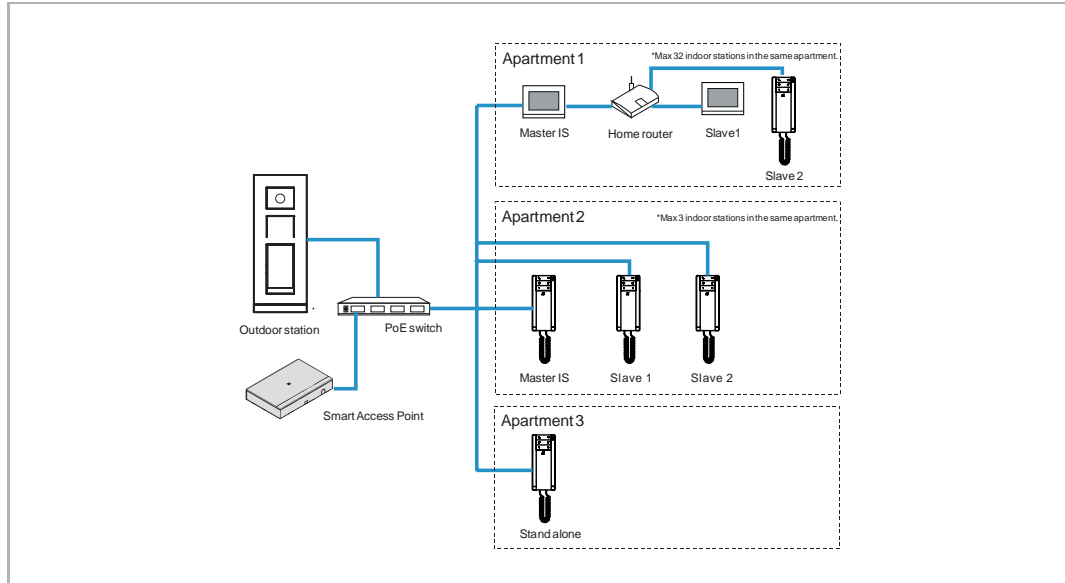 Apartment 1
*Max 32 indoor stations in the same apartment.
Master IS
Home router
Slave1
Slave 2
Apartment 2
*Max 3 indoor stations in the same apartment.
Outdoor station
PoE switch
Master IS
Slave 1
Slave 2
Smart Access Point
Apartment 3
Stand alone